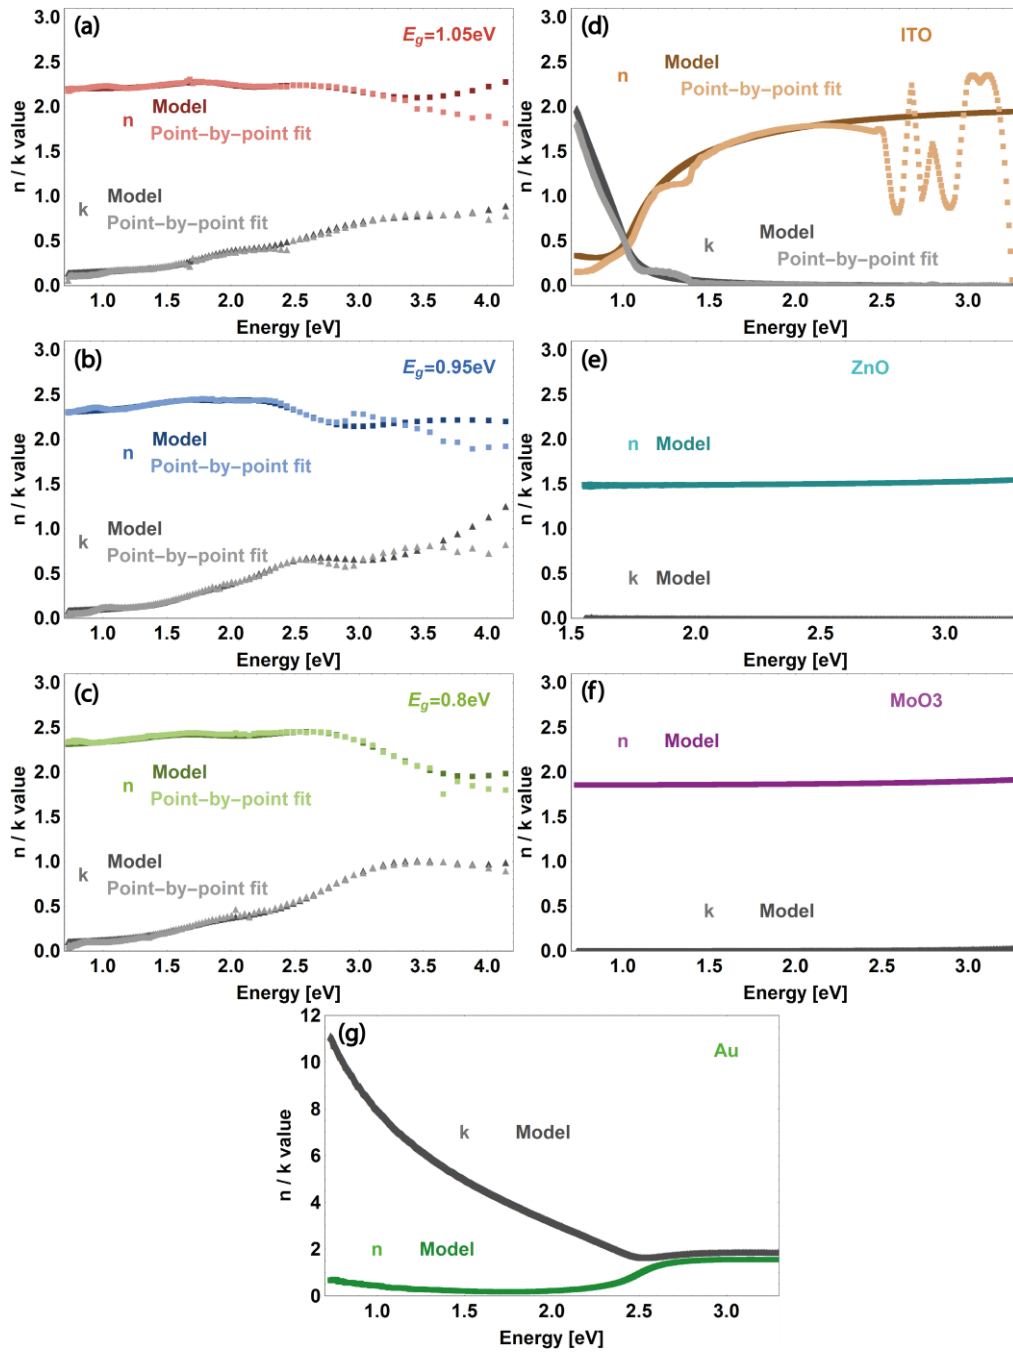 (a)
E_g=1.05eV
n Model
Point-by-point fit
k Model
Point-by-point fit
n / k value
3.0
2.5
2.0
1.5
1.0
0.5
0.0
1.0 1.5 2.0 2.5 3.0 3.5 4.0
Energy [eV]
(d)
ITO
n Model
Point-by-point fit
k Model
Point-by-point fit
3.0
2.5
2.0
1.5
1.0
0.5
0.0
1.0 1.5 2.0 2.5 3.0
Energy [eV]
(b)
E_g=0.95eV
n Model
Point-by-point fit
k Model
Point-by-point fit
n / k value
3.0
2.5
2.0
1.5
1.0
0.5
0.0
1.0 1.5 2.0 2.5 3.0 3.5 4.0
Energy [eV]
(e)
ZnO
n Model
k Model
n / k value
3.0
2.5
2.0
1.5
1.0
0.5
0.0
1.5 2.0 2.5 3.0
Energy [eV]
(c)
E_g=0.8eV
n Model
Point-by-point fit
k Model
Point-by-point fit
n / k value
3.0
2.5
2.0
1.5
1.0
0.5
0.0
1.0 1.5 2.0 2.5 3.0 3.5 4.0
Energy [eV]
(f)
MoO3
n Model
k Model
n / k value
3.0
2.5
2.0
1.5
1.0
0.5
0.0
1.0 1.5 2.0 2.5 3.0
Energy [eV]
(g)
Au
k Model
n Model
n / k value
12
10
8
6
4
2
0
1.0 1.5 2.0 2.5 3.0
Energy [eV]